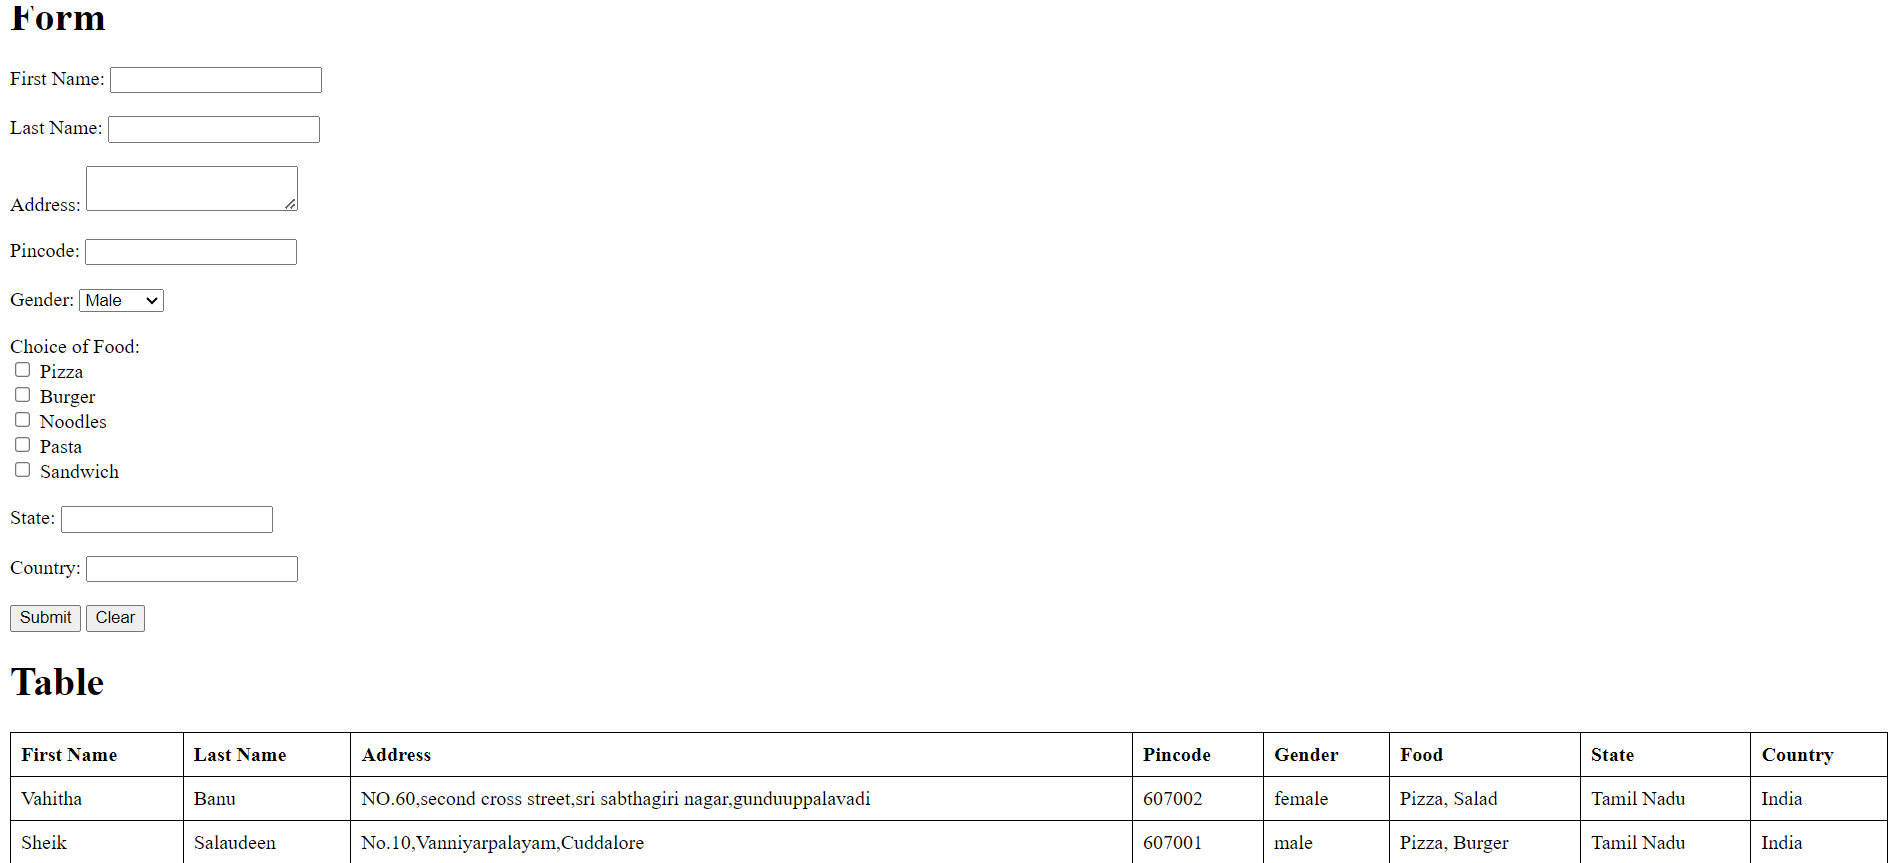 Form
First Name:
Last Name:
Address:
Pincode:
Gender: Male
Choice of Food:
Pizza
Burger
Noodles
Pasta
Sandwich
State:
Country:
Submit Clear
Table
First Name Last Name Address Pincode Gender Food State Country
Vahitha Banu NO.60,second cross street,sri sabthagiri nagar,gunduuppalavadi 607002 female Pizza, Salad Tamil Nadu India
Sheik Salaudeen No.10,Vanniyarpalayam,Cuddalore 607001 male Pizza, Burger Tamil Nadu India